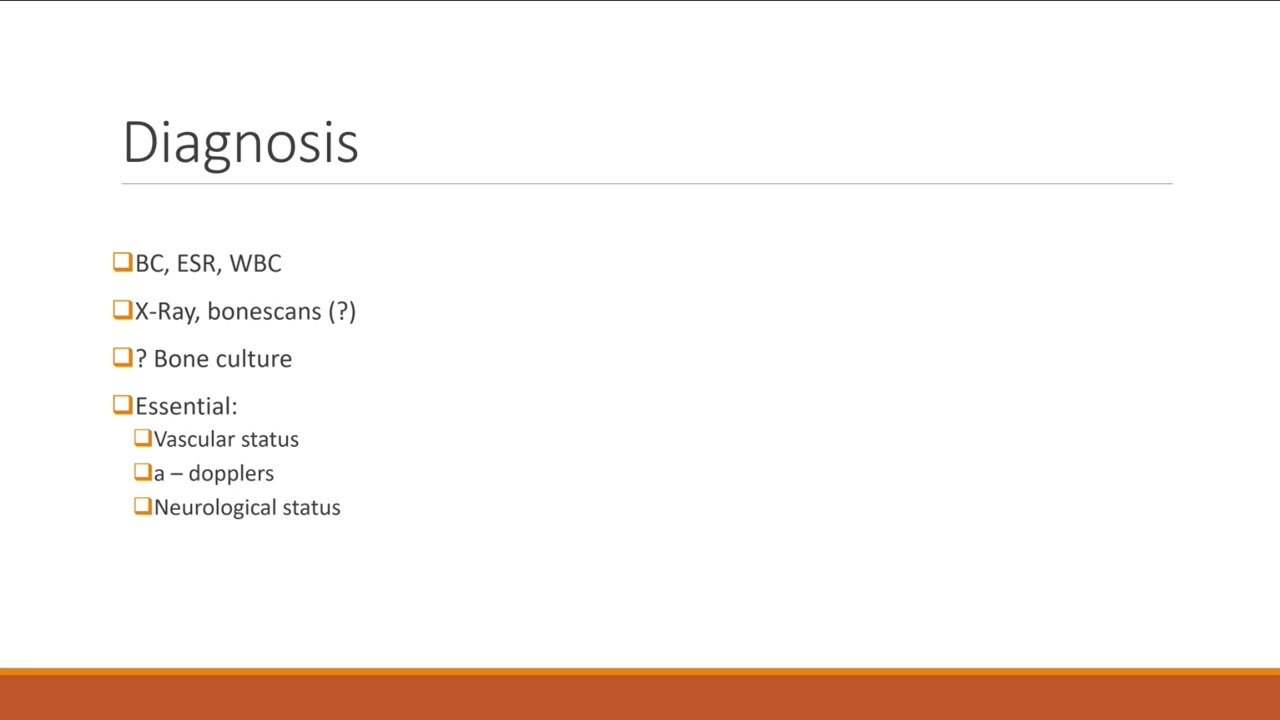 Diagnosis
BC, ESR, WBC
X-Ray, bonescans (?)
? Bone culture
Essential:
Vascular status
a – dopplers
Neurological status